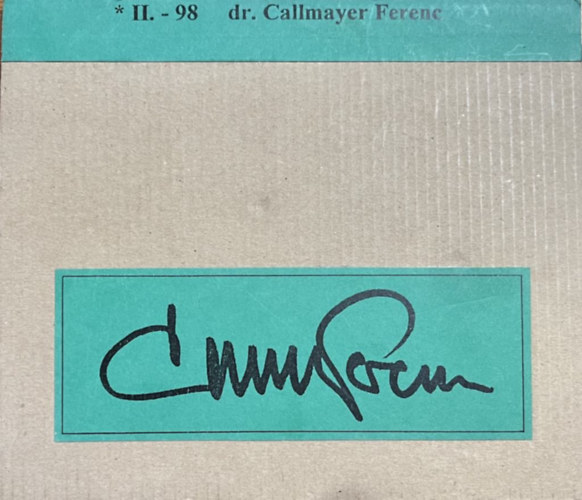 * II. - 98 dr. Callmayer Ferenc